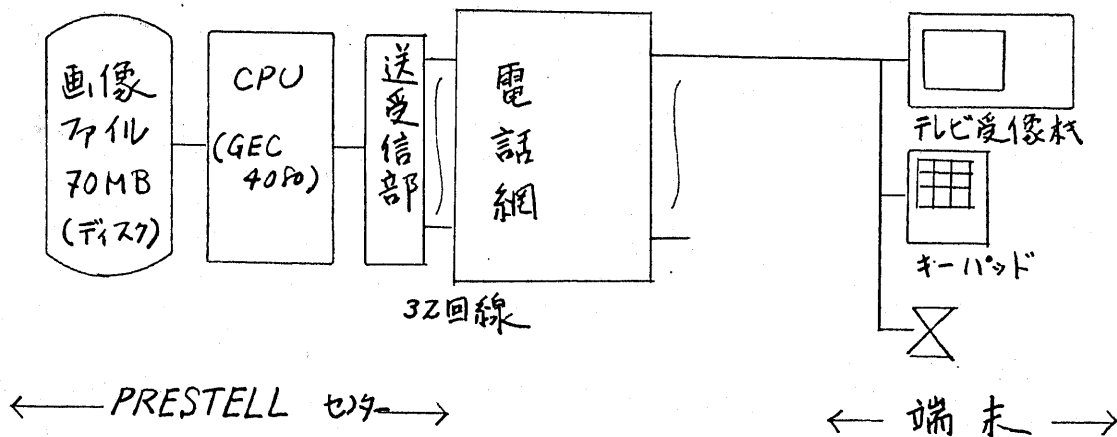 画像
ファイル
70MB
(ディスク)
CPU
(GEC
4080)
送受信部
電話網
32回線
テレビ受像機
キーパッド
PRESTELL センター
端末